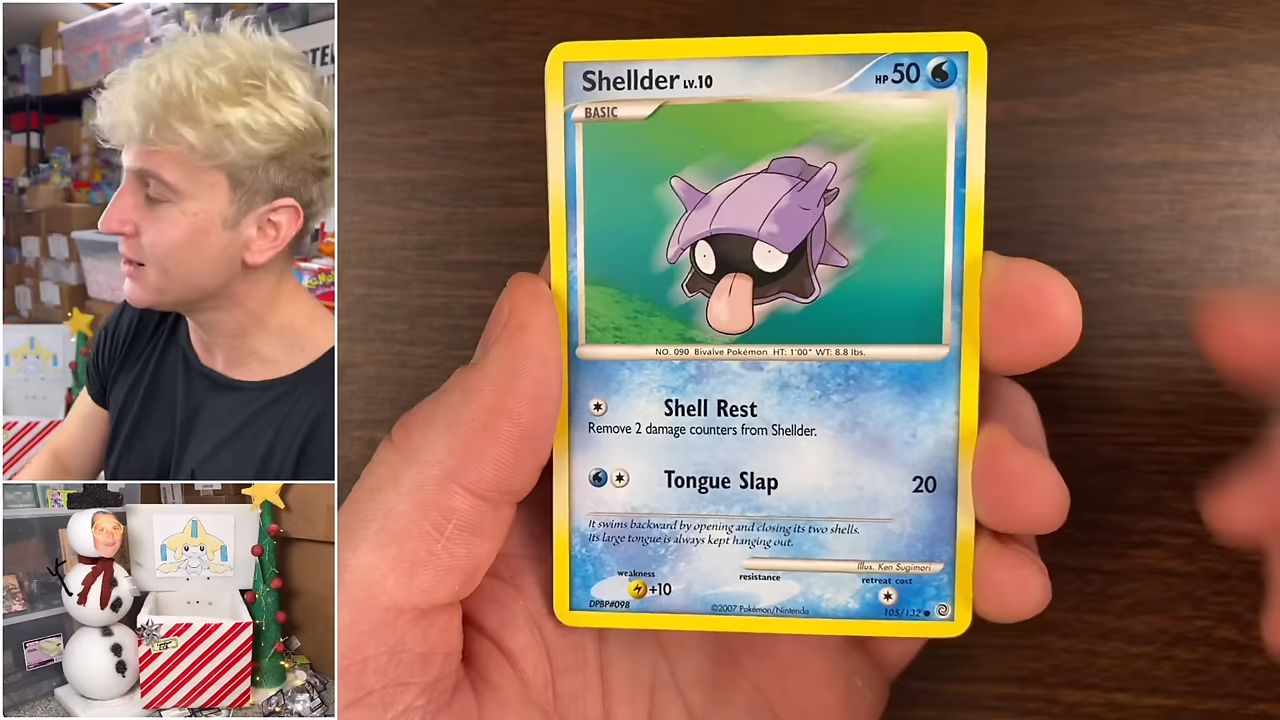 Shellder LV.10
HP 50
BASIC
NO. 090 Bivalve Pokémon HT: 1'00" WT: 8.8 lbs.
Shell Rest
Remove 2 damage counters from Shellder.
Tongue Slap 20
It swims backward by opening and closing its two shells.
Its large tongue is always kept hanging out.
Illus. Ken Sugimori
weakness
+10
resistance
retreat cost
DPBP#098
©2007 Pokémon/Nintendo
105/132